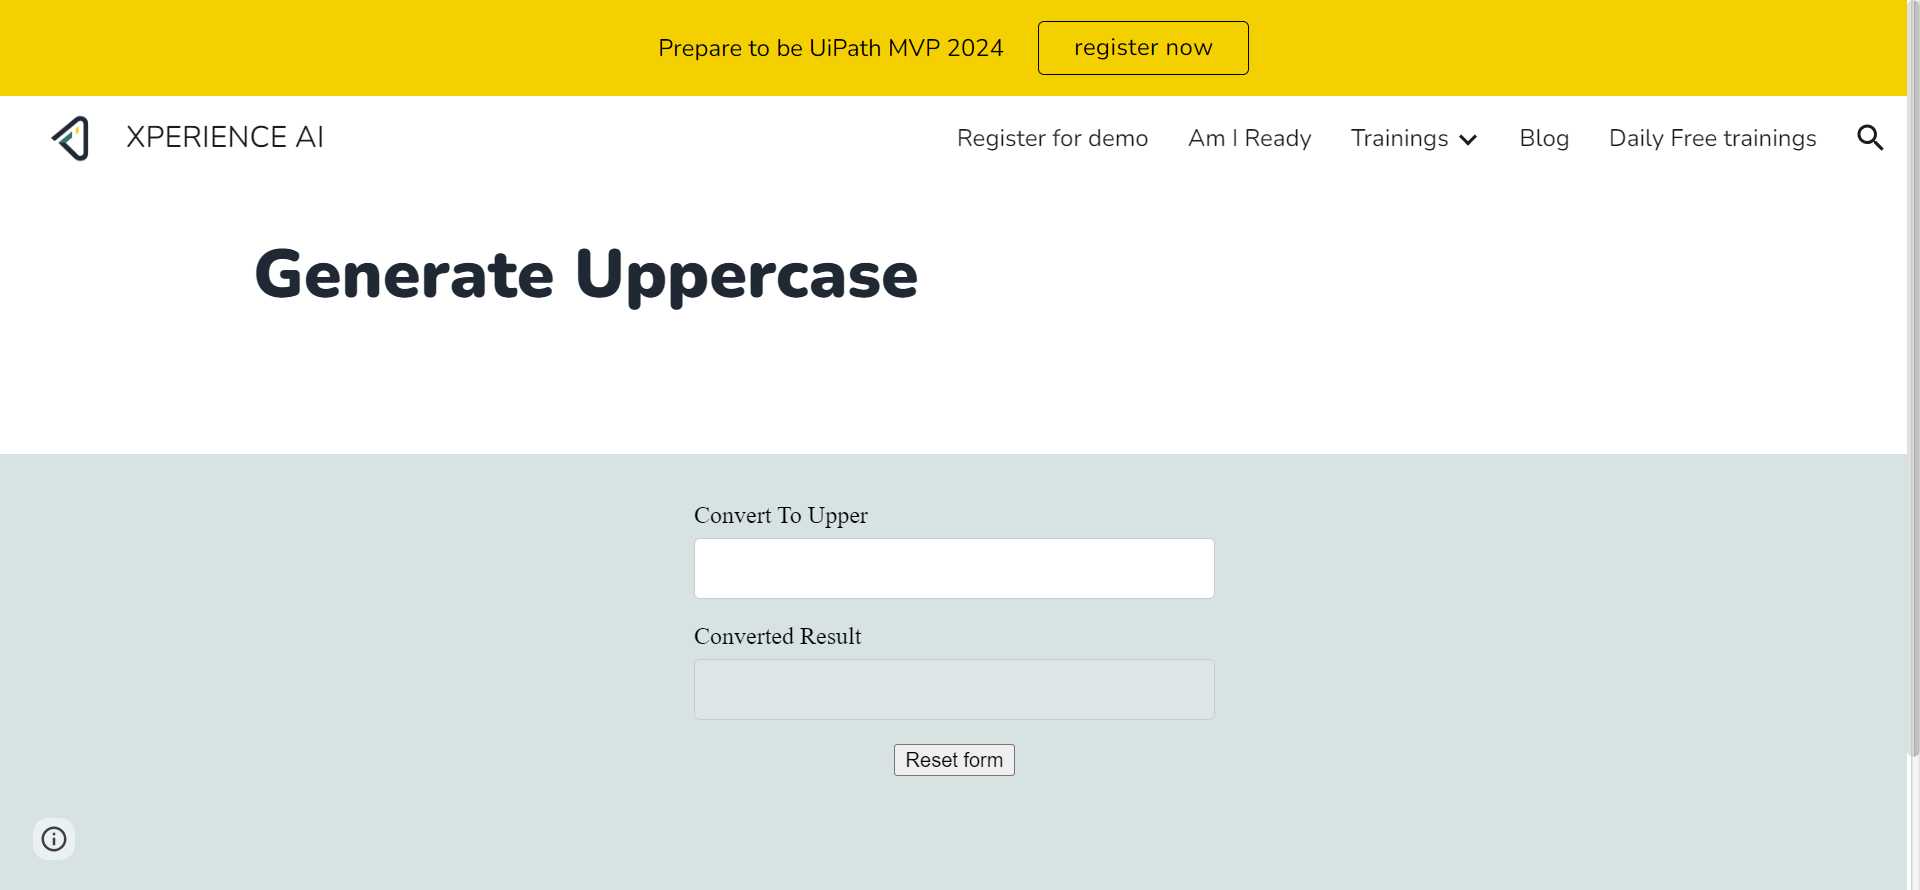 Prepare to be UiPath MVP 2024 register now
XPERIENCE AI Register for demo Am I Ready Trainings Blog Daily Free trainings
Generate Uppercase
Convert To Upper
Converted Result
Reset form